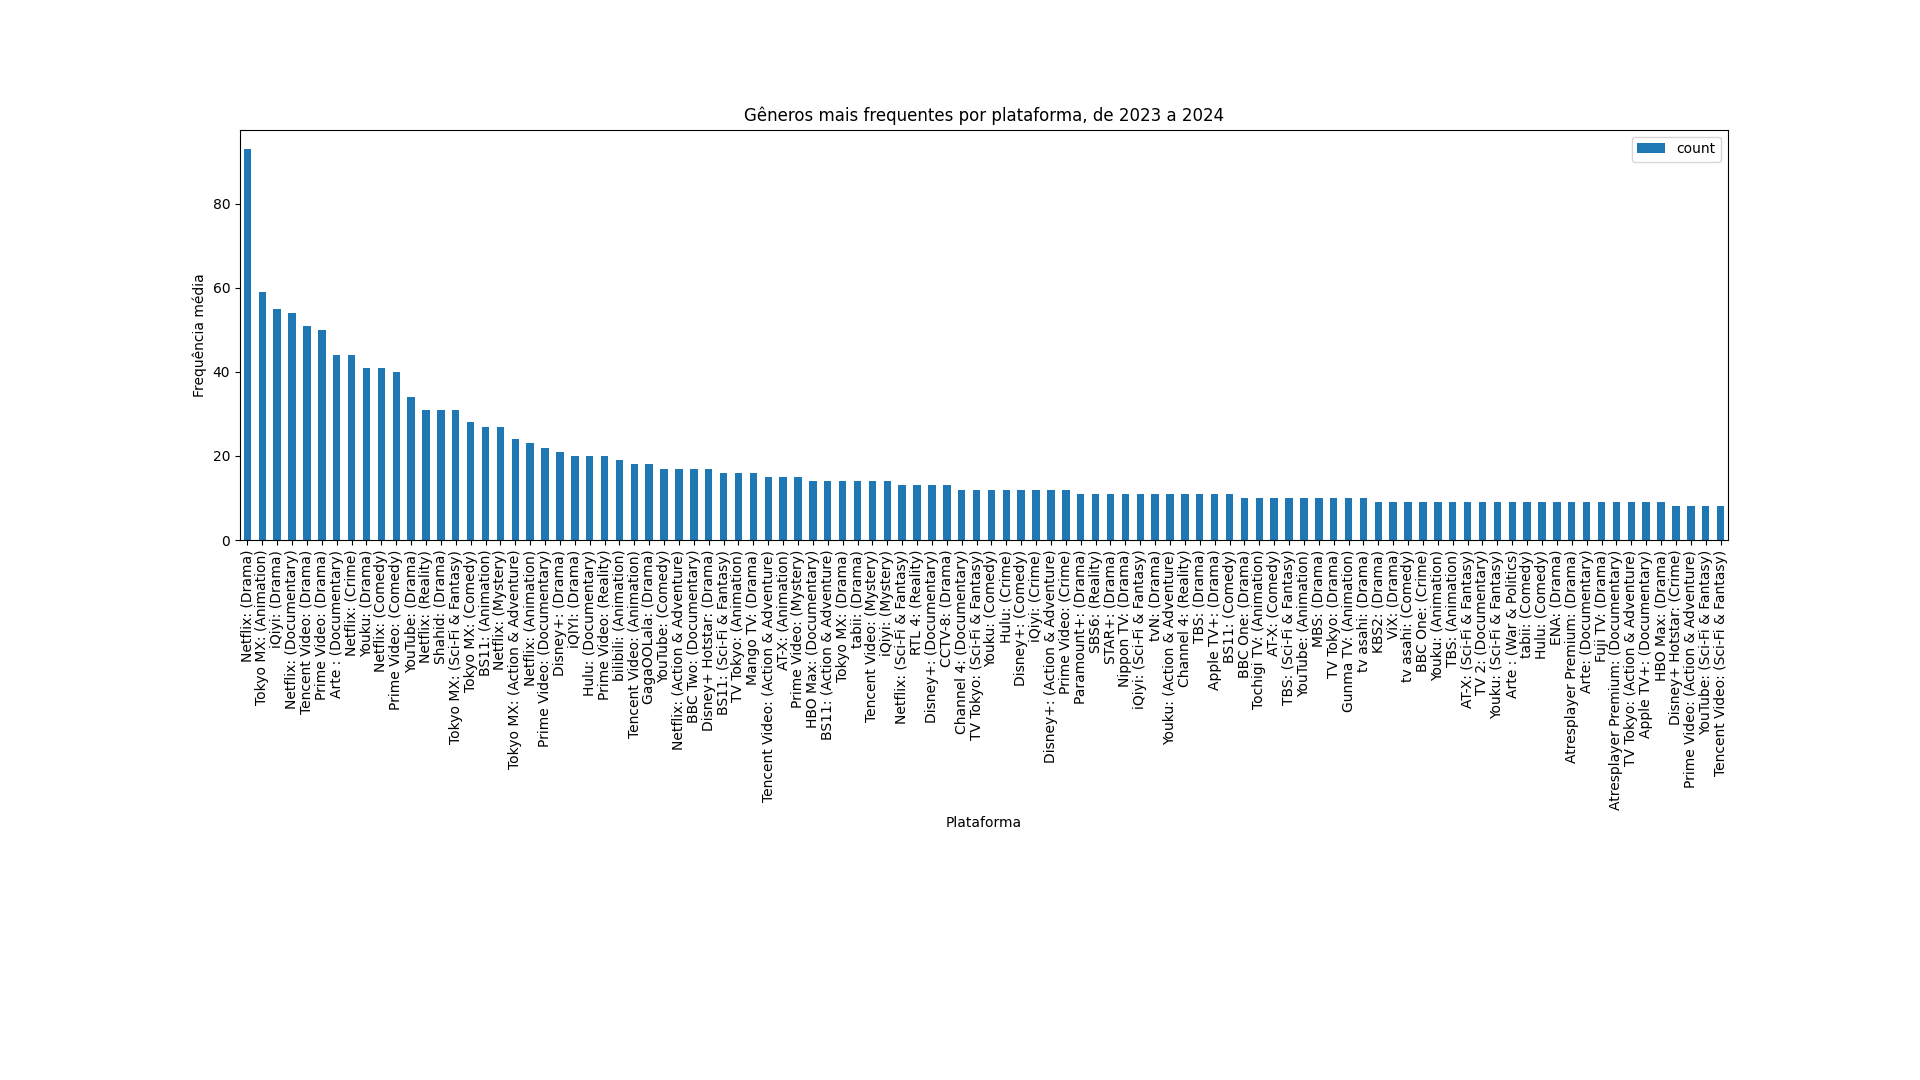 Gêneros mais frequentes por plataforma, de 2023 a 2024
count
Frequência média
80
60
40
20
0
Netflix: (Drama)
Tokyo MX: (Animation)
iQiyi: (Drama)
Netflix: (Documentary)
Tencent Video: (Drama)
Prime Video: (Drama)
Arte : (Documentary)
Netflix: (Crime)
Youku: (Drama)
Netflix: (Comedy)
Prime Video: (Comedy)
YouTube: (Drama)
Netflix: (Reality)
Shahid: (Drama)
Tokyo MX: (Sci-Fi & Fantasy)
Tokyo MX: (Comedy)
BS11: (Animation)
Netflix: (Mystery)
Tokyo MX: (Action & Adventure)
Netflix: (Animation)
Prime Video: (Documentary)
Disney+: (Drama)
iQIYI: (Drama)
Hulu: (Documentary)
Prime Video: (Reality)
bilibili: (Animation)
Tencent Video: (Animation)
GagaOOLala: (Drama)
YouTube: (Comedy)
Netflix: (Action & Adventure)
BBC Two: (Documentary)
Disney+ Hotstar: (Drama)
BS11: (Sci-Fi & Fantasy)
TV Tokyo: (Animation)
Mango TV: (Drama)
Tencent Video: (Action & Adventure)
AT-X: (Animation)
Prime Video: (Mystery)
HBO Max: (Documentary)
BS11: (Action & Adventure)
Tokyo MX: (Drama)
tabii: (Drama)
Tencent Video: (Mystery)
iQiyi: (Mystery)
Netflix: (Sci-Fi & Fantasy)
RTL 4: (Reality)
Disney+: (Documentary)
CCTV-8: (Drama)
Channel 4: (Documentary)
TV Tokyo: (Sci-Fi & Fantasy)
Youku: (Comedy)
Hulu: (Crime)
Disney+: (Comedy)
iQiyi: (Crime)
Disney+: (Action & Adventure)
Prime Video: (Crime)
Paramount+: (Drama)
SBS6: (Reality)
STAR+: (Drama)
Nippon TV: (Drama)
iQiyi: (Sci-Fi & Fantasy)
tvN: (Drama)
Youku: (Action & Adventure)
Channel 4: (Reality)
TBS: (Drama)
Apple TV+: (Drama)
BS11: (Comedy)
BBC One: (Drama)
Tochigi TV: (Animation)
AT-X: (Comedy)
TBS: (Sci-Fi & Fantasy)
YouTube: (Animation)
MBS: (Drama)
TV Tokyo: (Drama)
Gunma TV: (Animation)
tv asahi: (Drama)
KBS2: (Drama)
ViX: (Drama)
tv asahi: (Comedy)
BBC One: (Crime)
Youku: (Animation)
TBS: (Animation)
AT-X: (Sci-Fi & Fantasy)
TV 2: (Documentary)
Youku: (Sci-Fi & Fantasy)
Arte : (War & Politics)
tabii: (Comedy)
Hulu: (Comedy)
ENA: (Drama)
Atresplayer Premium: (Drama)
Arte: (Documentary)
Fuji TV: (Drama)
Atresplayer Premium: (Documentary)
TV Tokyo: (Action & Adventure)
Apple TV+: (Documentary)
HBO Max: (Drama)
Disney+ Hotstar: (Crime)
Prime Video: (Action & Adventure)
YouTube: (Sci-Fi & Fantasy)
Tencent Video: (Sci-Fi & Fantasy)
Plataforma